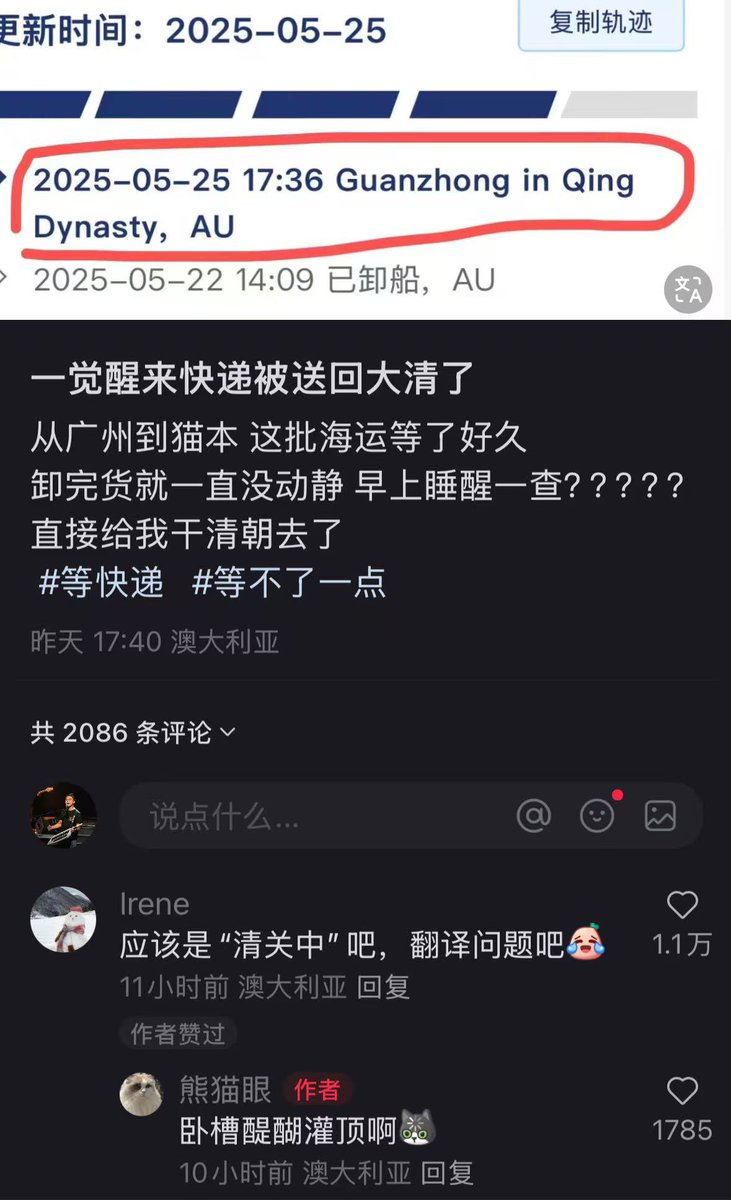 更新时间：2025-05-25
复制轨迹
2025-05-25 17:36 Guanzhong in Qing
Dynasty，AU
2025-05-22 14:09 已卸船，AU
文A
一觉醒来快递被送回大清了
从广州到猫本 这批海运等了好久
卸完货就一直没动静 早上睡醒一查?????
直接给我干清朝去了
#等快递 #等不了一点
昨天 17:40 澳大利亚
共 2086 条评论
说点什么...
@
Irene
应该是“清关中”吧，翻译问题吧
1.1万
11小时前 澳大利亚 回复
作者赞过
熊猫眼 作者
卧槽醍醐灌顶啊
1785
10小时前 澳大利亚 回复